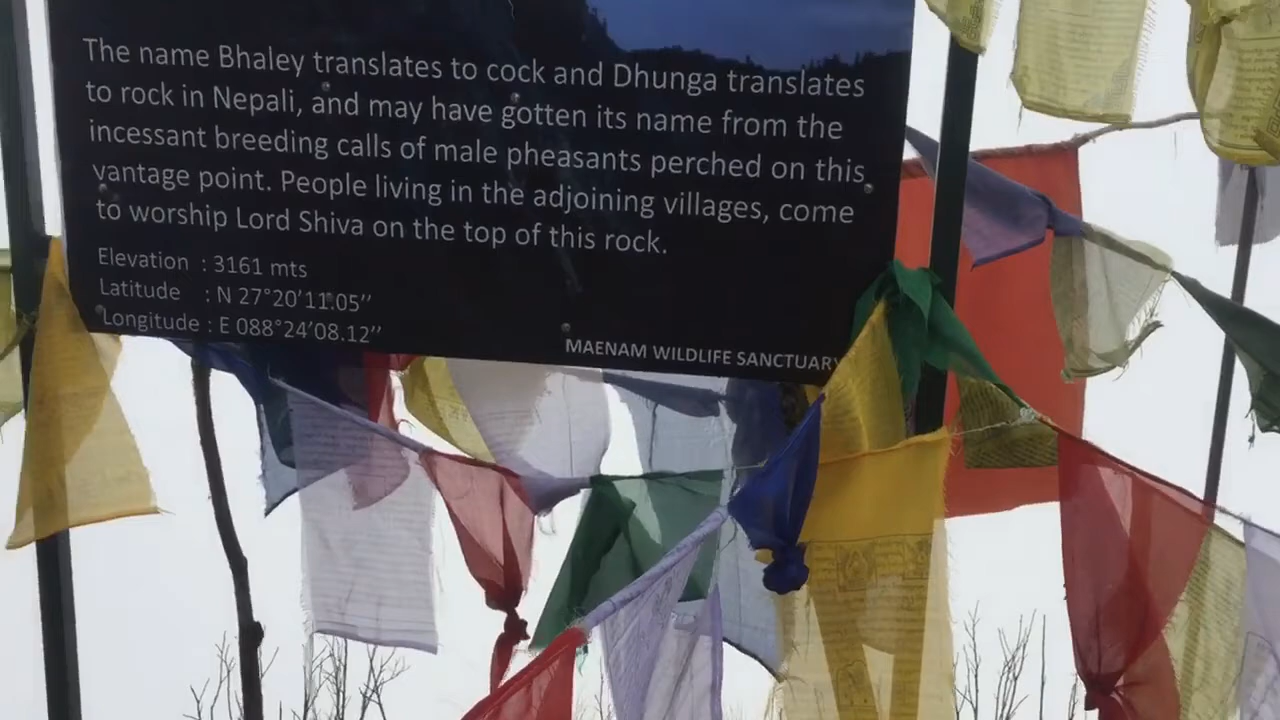 The name Bhaley translates to cock and Dhunga translates
to rock in Nepali, and may have gotten its name from the
incessant breeding calls of male pheasants perched on this
vantage point. People living in the adjoining villages, come
to worship Lord Shiva on the top of this rock.
Elevation : 3161 mts
Latitude : N 27°20'11.05''
Longitude : E 088°24'08.12''
MAENAM WILDLIFE SANCTUARY